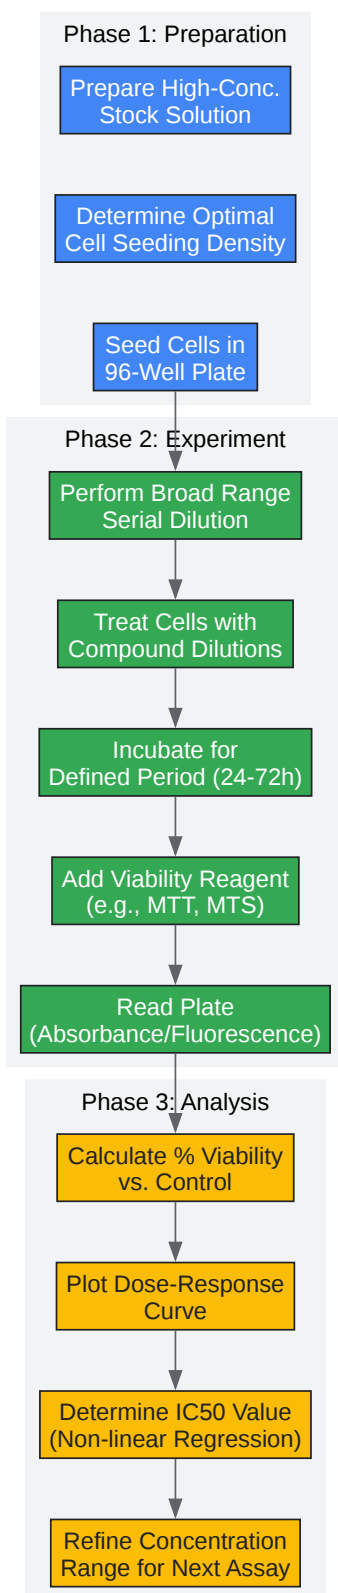 Phase 1: Preparation
Prepare High-Conc.
Stock Solution
Determine Optimal
Cell Seeding Density
Seed Cells in
96-Well Plate
Phase 2: Experiment
Perform Broad Range
Serial Dilution
Treat Cells with
Compound Dilutions
Incubate for
Defined Period (24-72h)
Add Viability Reagent
(e.g., MTT, MTS)
Read Plate
(Absorbance/Fluorescence)
Phase 3: Analysis
Calculate % Viability
vs. Control
Plot Dose-Response
Curve
Determine IC50 Value
(Non-linear Regression)
Refine Concentration
Range for Next Assay